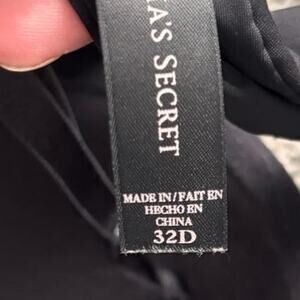 A'S SECRET
MADE IN/FAIT EN
HECHO EN
CHINA
32D